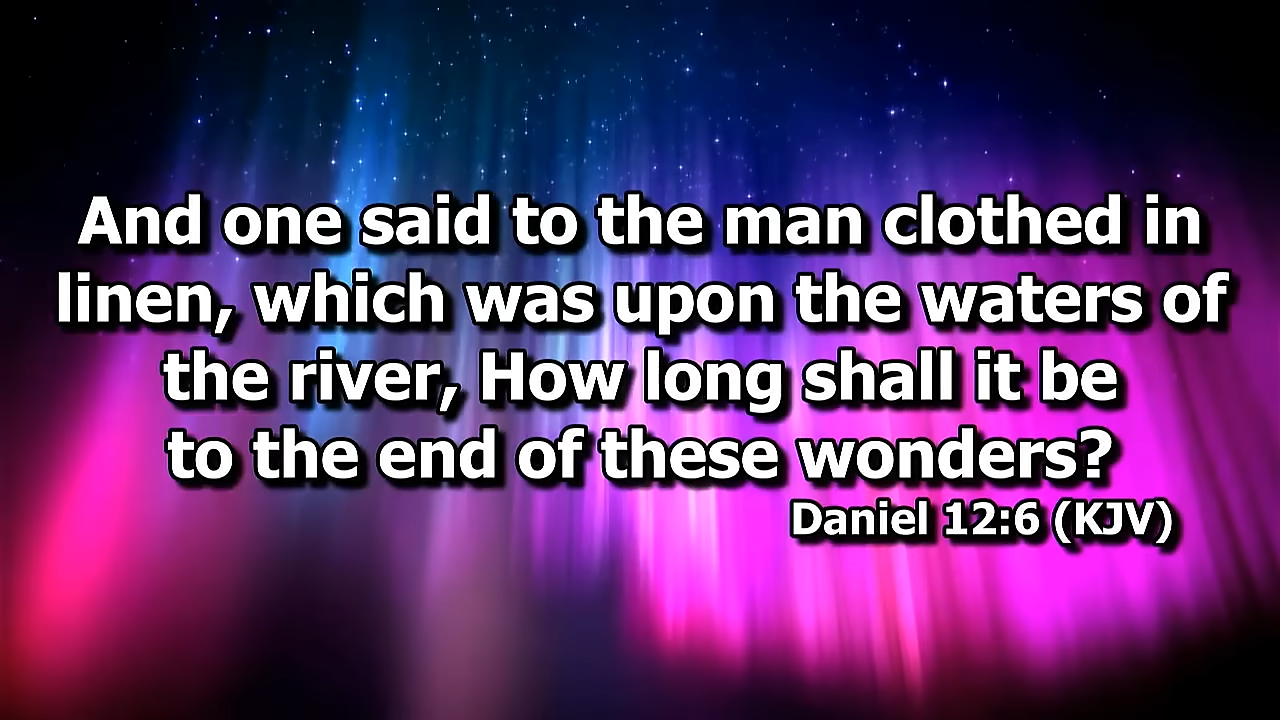 And one said to the man clothed in
linen, which was upon the waters of
the river, How long shall it be
to the end of these wonders?
Daniel 12:6 (KJV)